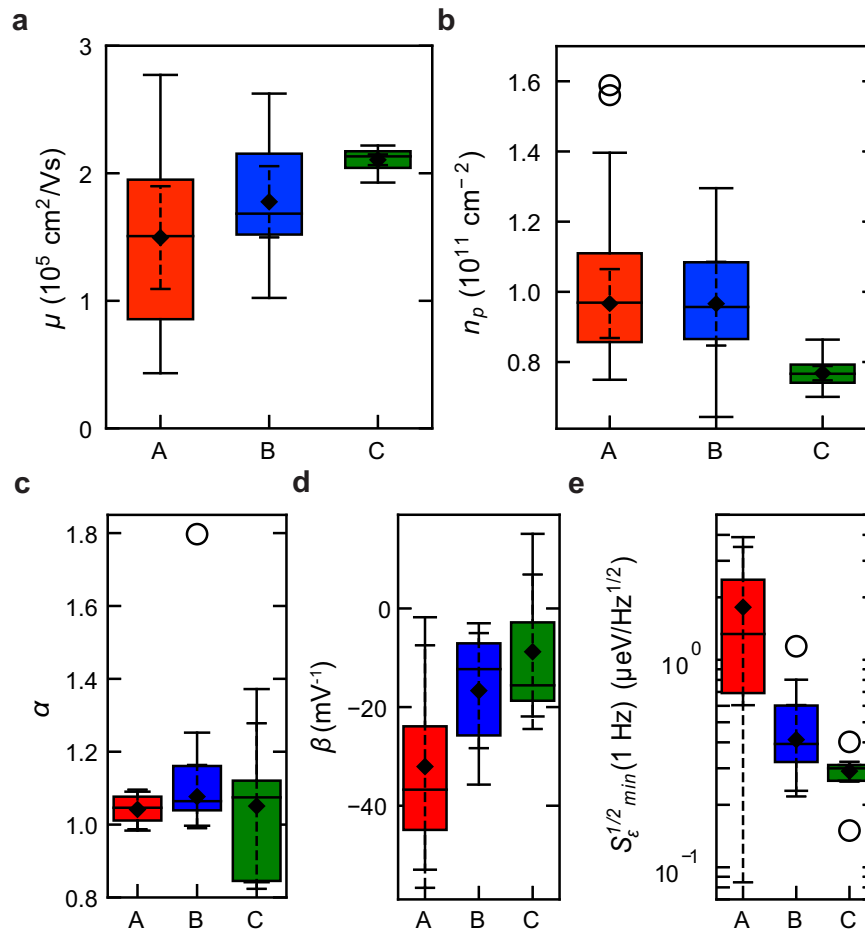 a
3
2
1
0
μ (10⁵ cm²/Vs)
A B C
b
1.6
1.4
1.2
1.0
0.8
nₚ (10¹¹ cm⁻²)
A B C
c
1.8
1.6
1.4
1.2
1.0
0.8
α
A B C
d
0
−20
−40
β (mV⁻¹)
A B C
e
10⁰
10⁻¹
S_ε^1/2 min(1 Hz) (μeV/Hz^1/2)
A B C